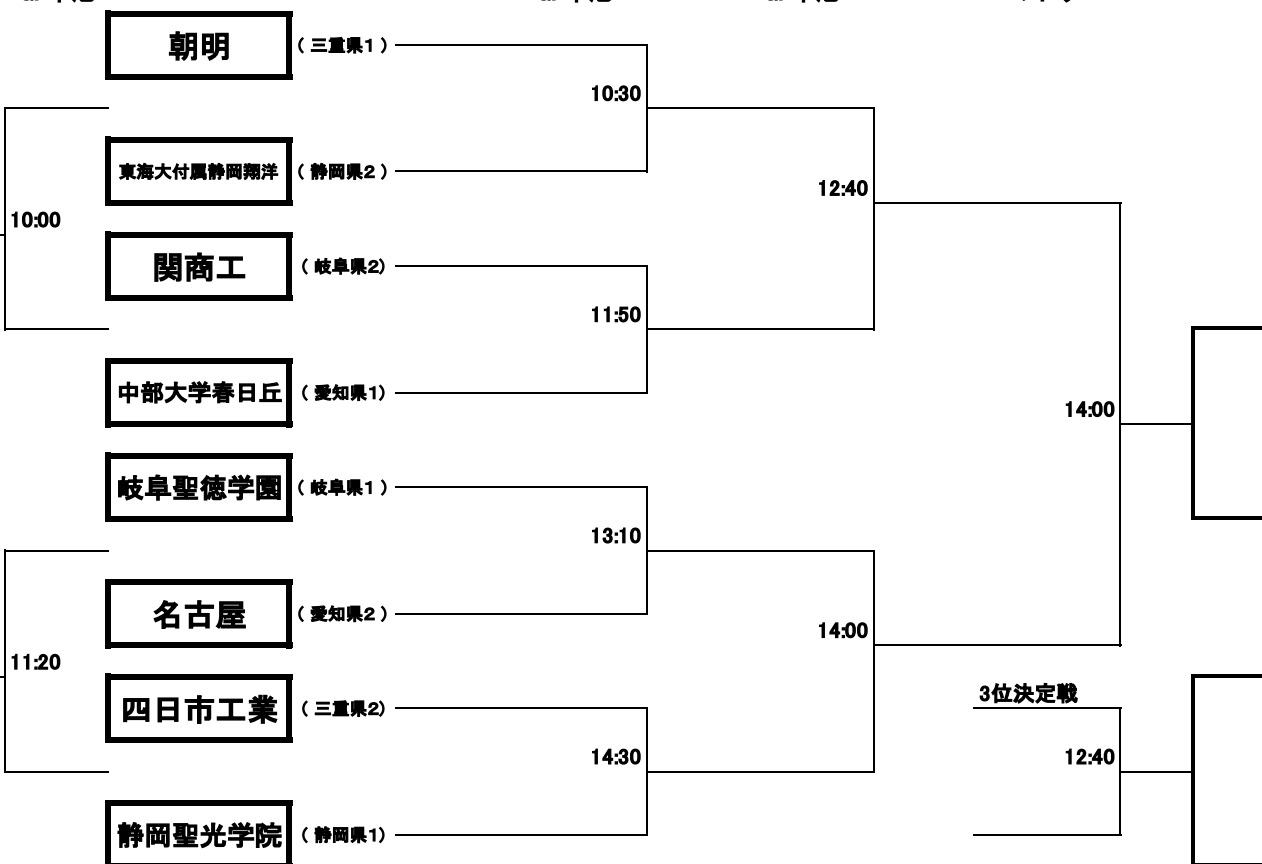 朝明 ( 三重県1 )
10:30
東海大付属静岡翔洋 ( 静岡県2 )
12:40
10:00
関商工 ( 岐阜県2)
11:50
中部大学春日丘 ( 愛知県1)
14:00
岐阜聖徳学園 ( 岐阜県1 )
13:10
名古屋 ( 愛知県2 )
14:00
11:20
四日市工業 ( 三重県2)
3位決定戦
14:30
12:40
静岡聖光学院 ( 静岡県1)